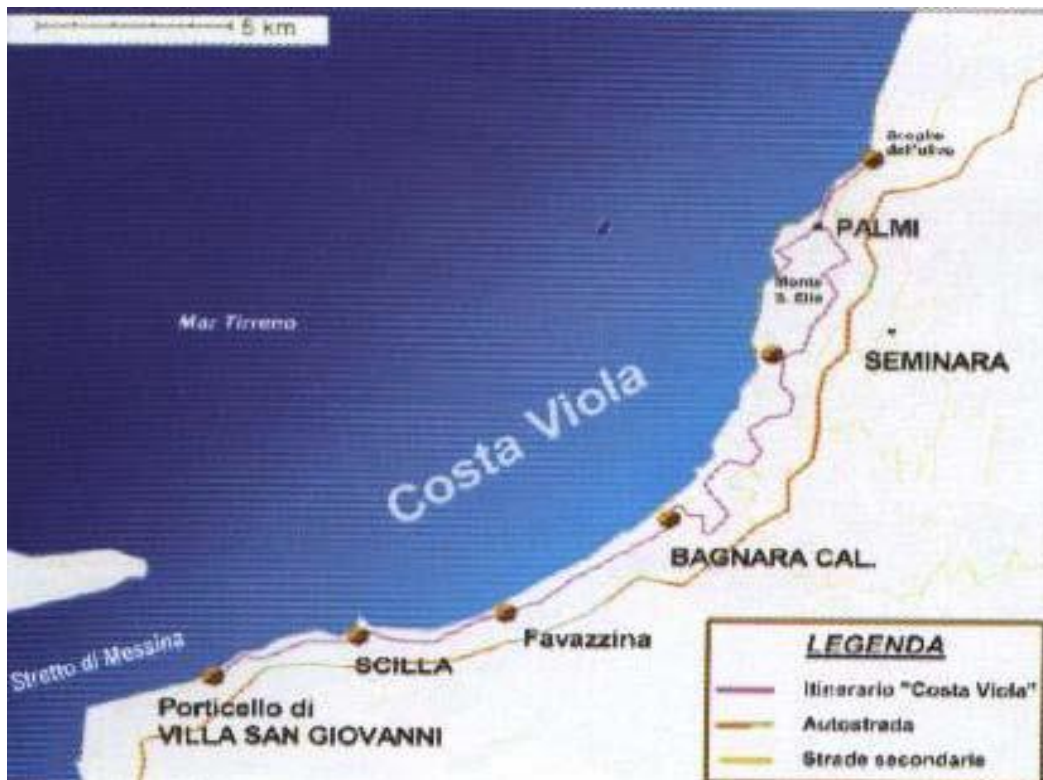 5 km
Scoglio
dell'ulivo
PALMI
Monte
S. Elia
Mar Tirreno
SEMINARA
Costa Viola
BAGNARA CAL.
Favazzina
Stretto di Messina
SCILLA
Porticello di
VILLA SAN GIOVANNI
LEGENDA
Itinerario "Costa Viola"
Autostrada
Strade secondarie